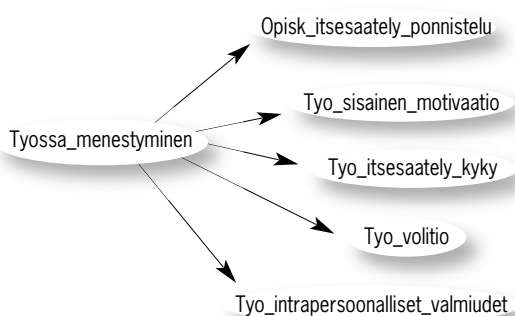 Opisk_itsesaately_ponnistelu
Tyo_sisainen_motivaatio
Tyossa_menestyminen
Tyo_itsesaately_kyky
Tyo_volitio
Tyo_intrapersoonalliset_valmiudet